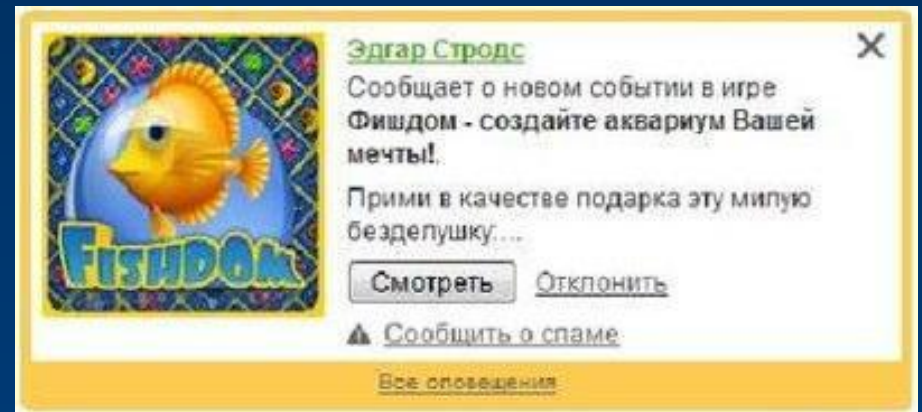 Эдгар Стродс
Сообщает о новом событии в игре
Фишдом - создайте аквариум Вашей
мечты!.
Прими в качестве подарка эту милую
безделушку....
FISHDOM
Смотреть Отклонить
Сообщить о спаме
Все оповещения